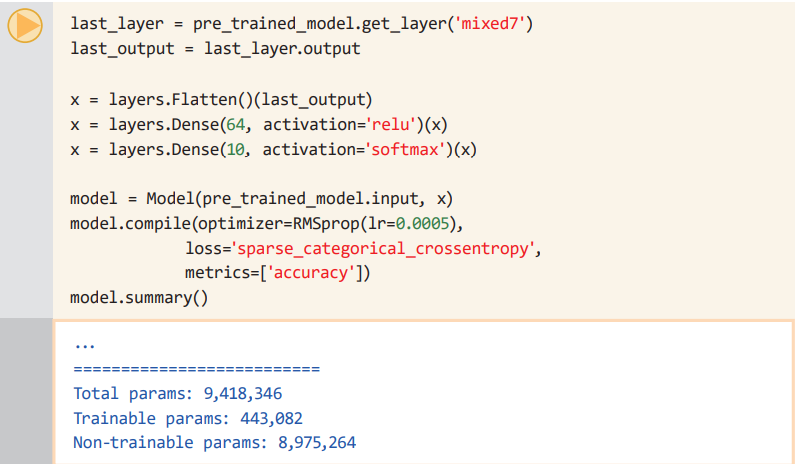 last_layer = pre_trained_model.get_layer('mixed7')
last_output = last_layer.output
x = layers.Flatten()(last_output)
x = layers.Dense(64, activation='relu')(x)
x = layers.Dense(10, activation='softmax')(x)
model = Model(pre_trained_model.input, x)
model.compile(optimizer=RMSprop(lr=0.0005),
loss='sparse_categorical_crossentropy',
metrics=['accuracy'])
model.summary()
...
==========================
Total params: 9,418,346
Trainable params: 443,082
Non-trainable params: 8,975,264